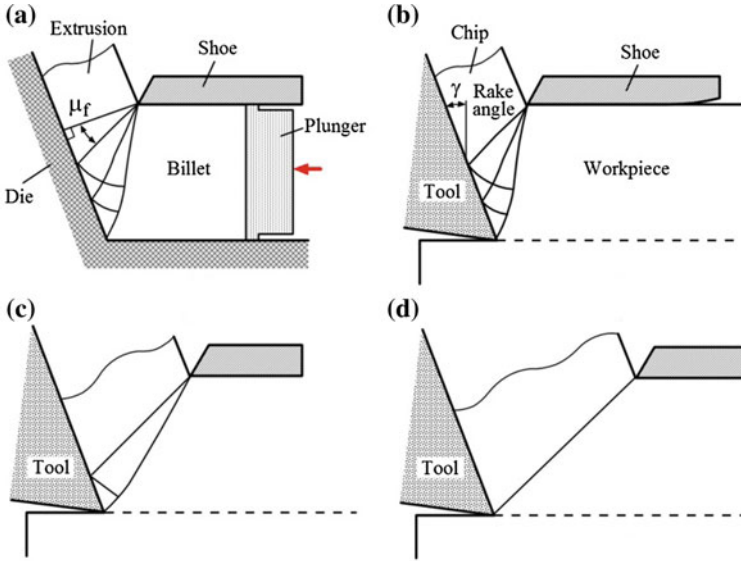 (a)
Extrusion
Shoe
μf
Plunger
Billet
Die
(b)
Chip
Shoe
γ
Rake
angle
Workpiece
Tool
(c)
Tool
(d)
Tool